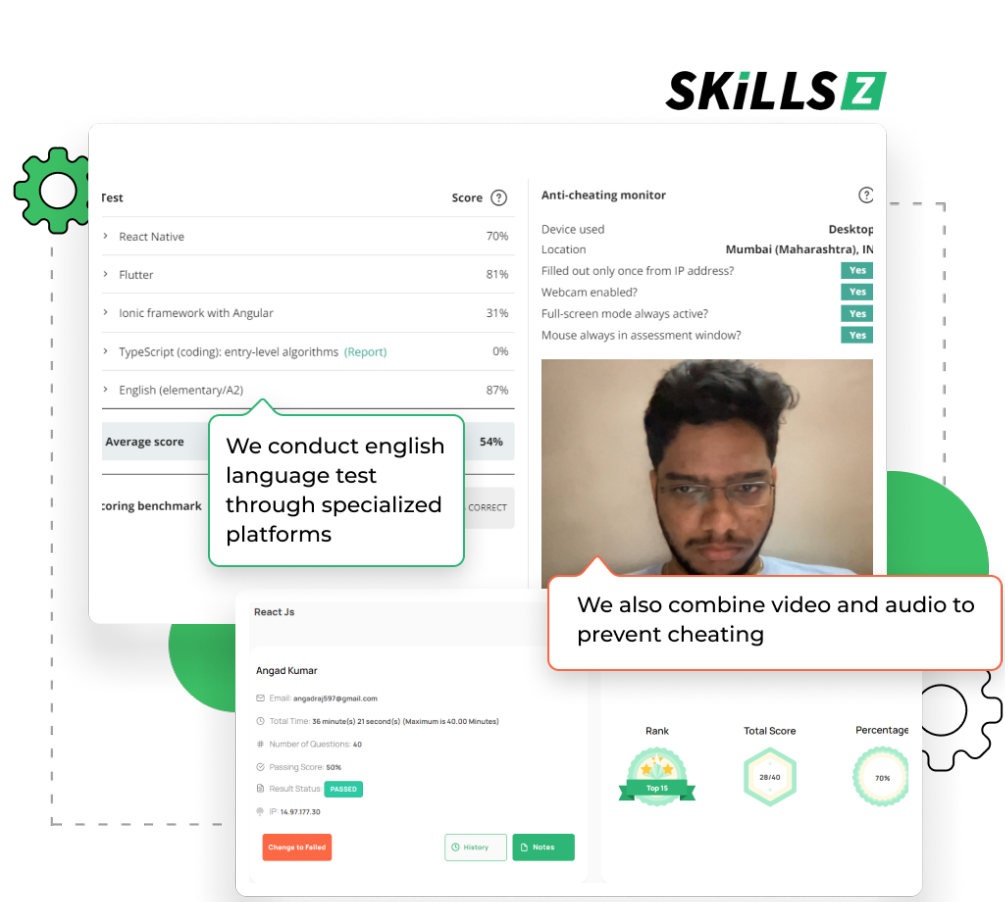 SKiLLS Z
Test
Score ?
React Native
70%
Flutter
81%
Ionic framework with Angular
31%
TypeScript (coding): entry-level algorithms (Report)
0%
English (elementary/A2)
87%
Average score
54%
coring benchmark
CORRECT
We conduct english
language test
through specialized
platforms
Anti-cheating monitor
?
Device used
Desktop
Location
Mumbai (Maharashtra), IN
Filled out only once from IP address?
Yes
Webcam enabled?
Yes
Full-screen mode always active?
Yes
Mouse always in assessment window?
Yes
We also combine video and audio to
prevent cheating
React Js
Angad Kumar
Email: angadraj597@gmail.com
Total Time: 36 minute(s) 21 second(s) (Maximum is 40.00 Minutes)
# Number of Questions: 40
Passing Score: 50%
Result Status: PASSED
IP: 14.97.177.30
Change to Failed
History
Notes
Rank
Total Score
Percentage
Top 15
28/40
70%